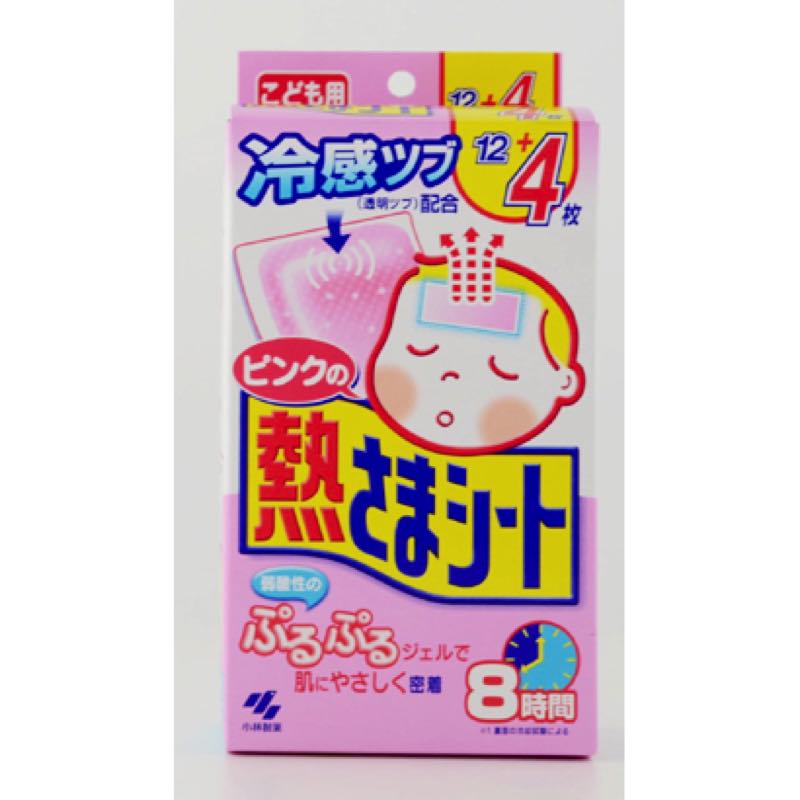 こども用
12+4
冷感ツブ
(透明ツブ)配合
12+4枚
ピンクの
熱さまシート
弱酸性の
ぷるぷるジェルで
肌にやさしく密着
8時間
小林製薬